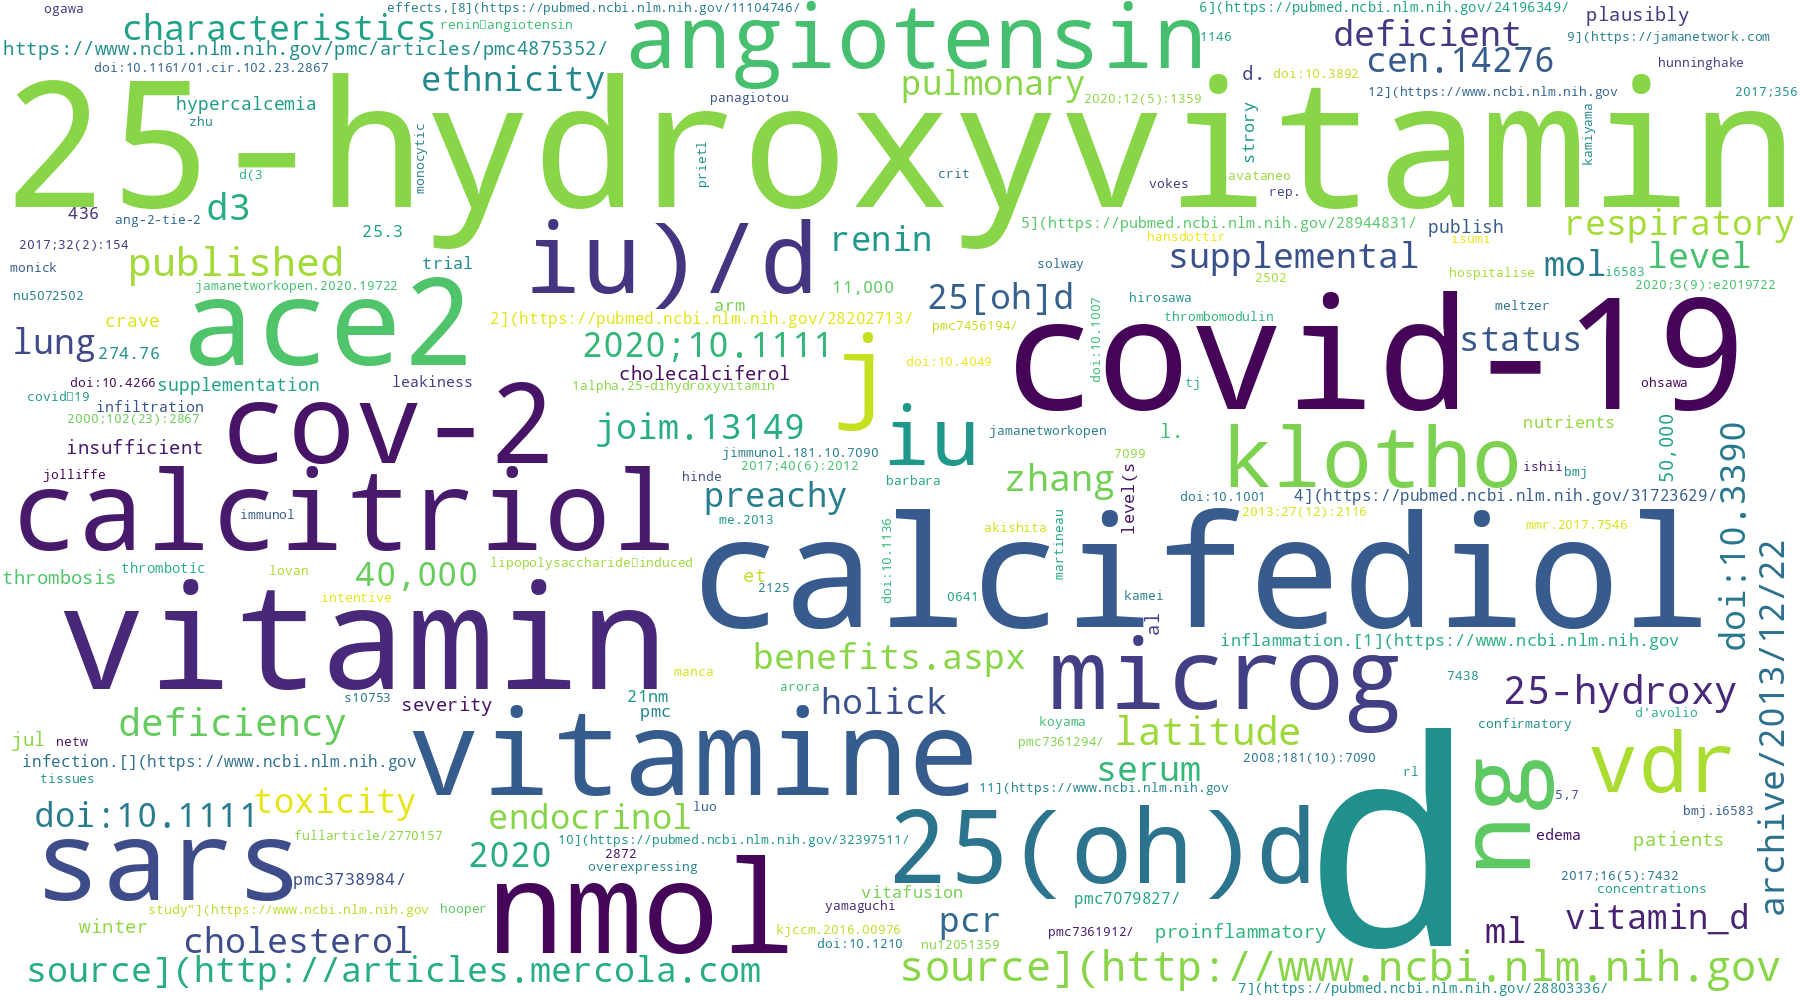 ogawa
effects,[8](https://pubmed.ncbi.nlm.nih.gov/11104746/
6](https://pubmed.ncbi.nlm.nih.gov/24196349/
plausibly
characteristics
renin▯angiotensin
angiotensin
1146
deficient
9](https://jamanetwork.com
https://www.ncbi.nlm.nih.gov/pmc/articles/pmc4875352/
doi:10.1161/01.cir.102.23.2867
ethnicity
pulmonary
d.
doi:10.3892
cen.14276
hunninghake
hypercalcemia
panagiotou
2020;12(5):1359
12](https://www.ncbi.nlm.nih.gov
2017;356
zhu
25-hydroxyvitamin
monocytic
prietl
strory
kamiyama
d(3
crit
vokes
avataneo
rep.
436
ang-2-tie-2
d3
25.3
iu)/d
renin
5](https://pubmed.ncbi.nlm.nih.gov/28944831/
publish
respiratory
2017;32(2):154
hansdottir
isumi
monick
published
trial
solway
supplemental
2502
hospitalise
mol
i6583
level
nu5072502
jamanetworkopen.2020.19722
11,000
25[oh]d
doi:10.1007
hirosawa
meltzer
2020;3(9):e2019722
ace2
arm
crave
2](https://pubmed.ncbi.nlm.nih.gov/28202713/
pmc7456194/
thrombomodulin
covid-19
status
lung
274.76
2020;10.1111
j
doi:10.4049
doi:10.4266
supplementation
leakiness
cholecalciferol
1alpha,25-dihydroxyvitamin
tj
ohsawa
covid▯19
infiltration
2000;102(23):2867
cov-2
joim.13149
iu
jamanetworkopen
l.
klotho
nutrients
50,000
doi:10.3390
insufficient
jimmunol.181.10.7090
7099
jolliffe
2017;40(6):2012
hinde
barbara
zhang
level(s
ishii
bmj
calcitriol
immunol
preachy
doi:10.1001
4](https://pubmed.ncbi.nlm.nih.gov/31723629/
me.2013
doi:10.1136
akishita
martineau
2013;27(12):2116
mmr.2017.7546
calcifediol
thrombosis
thrombotic
lovan
40,000
lipopolysaccharide▯induced
et
2125
0641
kamei
archive/2013/12/22
intentive
vitamin
al
inflammation.[1](https://www.ncbi.nlm.nih.gov
manca
benefits.aspx
microg
s10753
severity
21nm
pmc
arora
holick
7438
25-hydroxy
deficiency
koyama
latitude
d'avolio
confirmatory
jul
netw
vitamine
pmc7361294/
infection.[](https://www.ncbi.nlm.nih.gov
tissues
serum
2008;181(10):7090
rl
ng
vdr
doi:10.1111
toxicity
endocrinol
luo
11](https://www.ncbi.nlm.nih.gov
5,7
bmj.i6583
sars
fullarticle/2770157
10](https://pubmed.ncbi.nlm.nih.gov/32397511/
25(oh)d
d
edema
patients
2020
2872
overexpressing
pmc3738984/
nmol
vitafusion
pmc7079827/
2017;16(5):7432
concentrations
study"](https://www.ncbi.nlm.nih.gov
hooper
yamaguchi
winter
cholesterol
kjccm.2016.00976
pcr
pmc7361912/
proinflammatory
ml
vitamin_d
doi:10.1210
nu12051359
source](http://articles.mercola.com
source](http://www.ncbi.nlm.nih.gov
7](https://pubmed.ncbi.nlm.nih.gov/28803336/